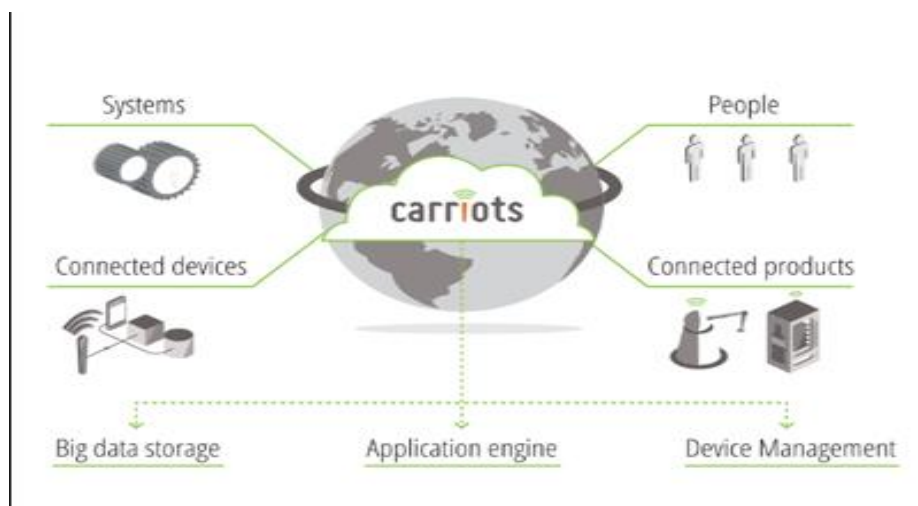 Systems
People
carriots
Connected devices
Connected products
Big data storage
Application engine
Device Management